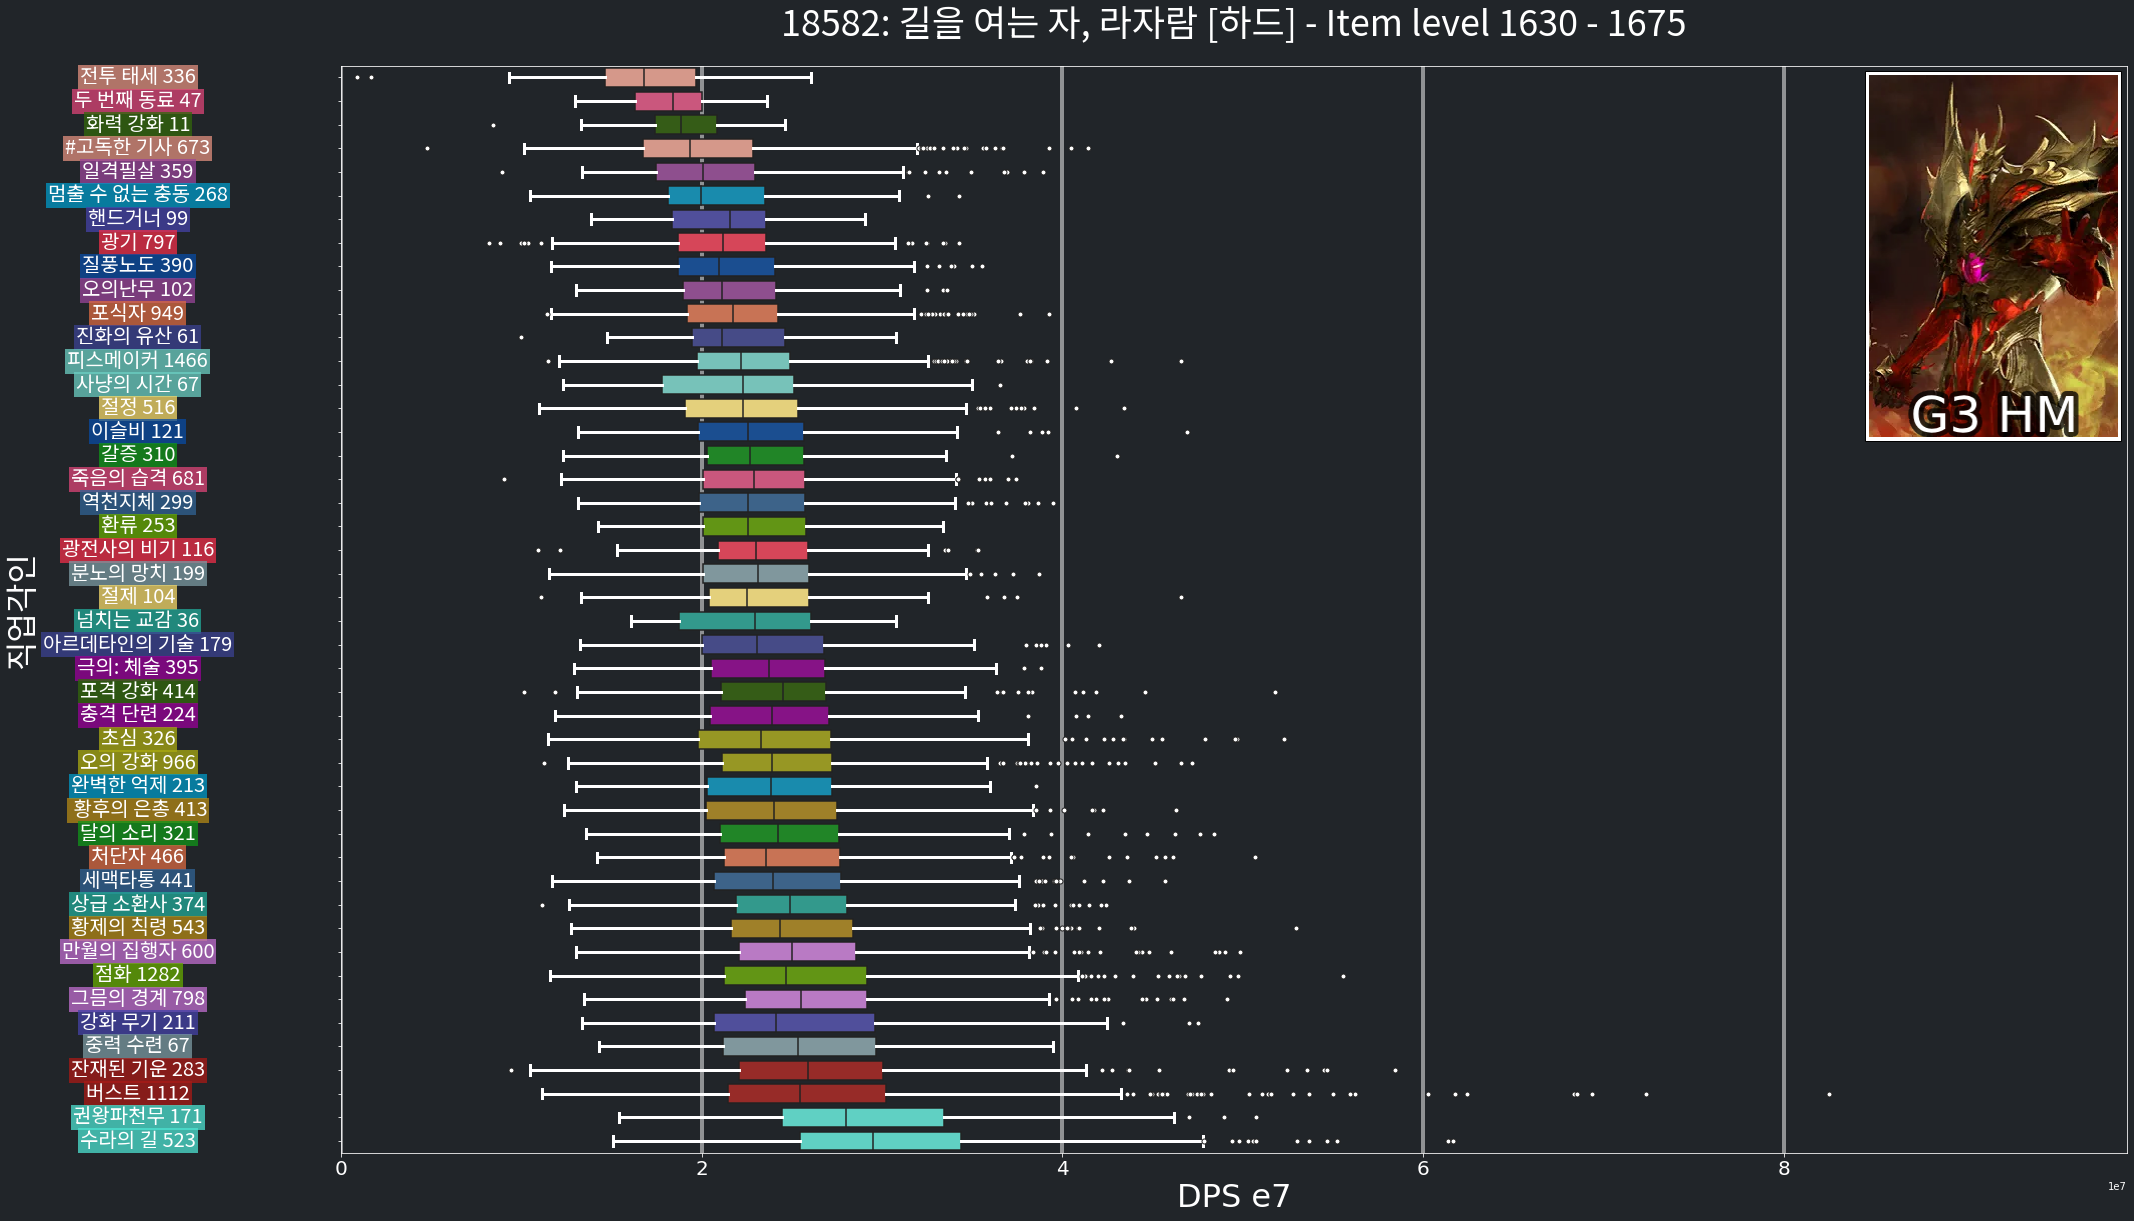 18582: 길을 여는 자, 라자람 [하드] - Item level 1630 - 1675
전투 태세 336
두 번째 동료 47
화력 강화 11
#고독한 기사 673
일격필살 359
멈출 수 없는 충동 268
핸드거너 99
광기 797
질풍노도 390
오의난무 102
포식자 949
진화의 유산 61
피스메이커 1466
사냥의 시간 67
절정 516
이슬비 121
갈증 310
죽음의 습격 681
역천지체 299
환류 253
광전사의 비기 116
분노의 망치 199
절제 104
넘치는 교감 36
아르데타인의 기술 179
극의: 체술 395
포격 강화 414
충격 단련 224
초심 326
오의 강화 966
완벽한 억제 213
황후의 은총 413
달의 소리 321
처단자 466
세맥타통 441
상급 소환사 374
황제의 칙령 543
만월의 집행자 600
점화 1282
그믐의 경계 798
강화 무기 211
중력 수련 67
잔재된 기운 283
버스트 1112
권왕파천무 171
수라의 길 523
직업각인
G3 HM
0 2 4 6 8
1e7
DPS e7